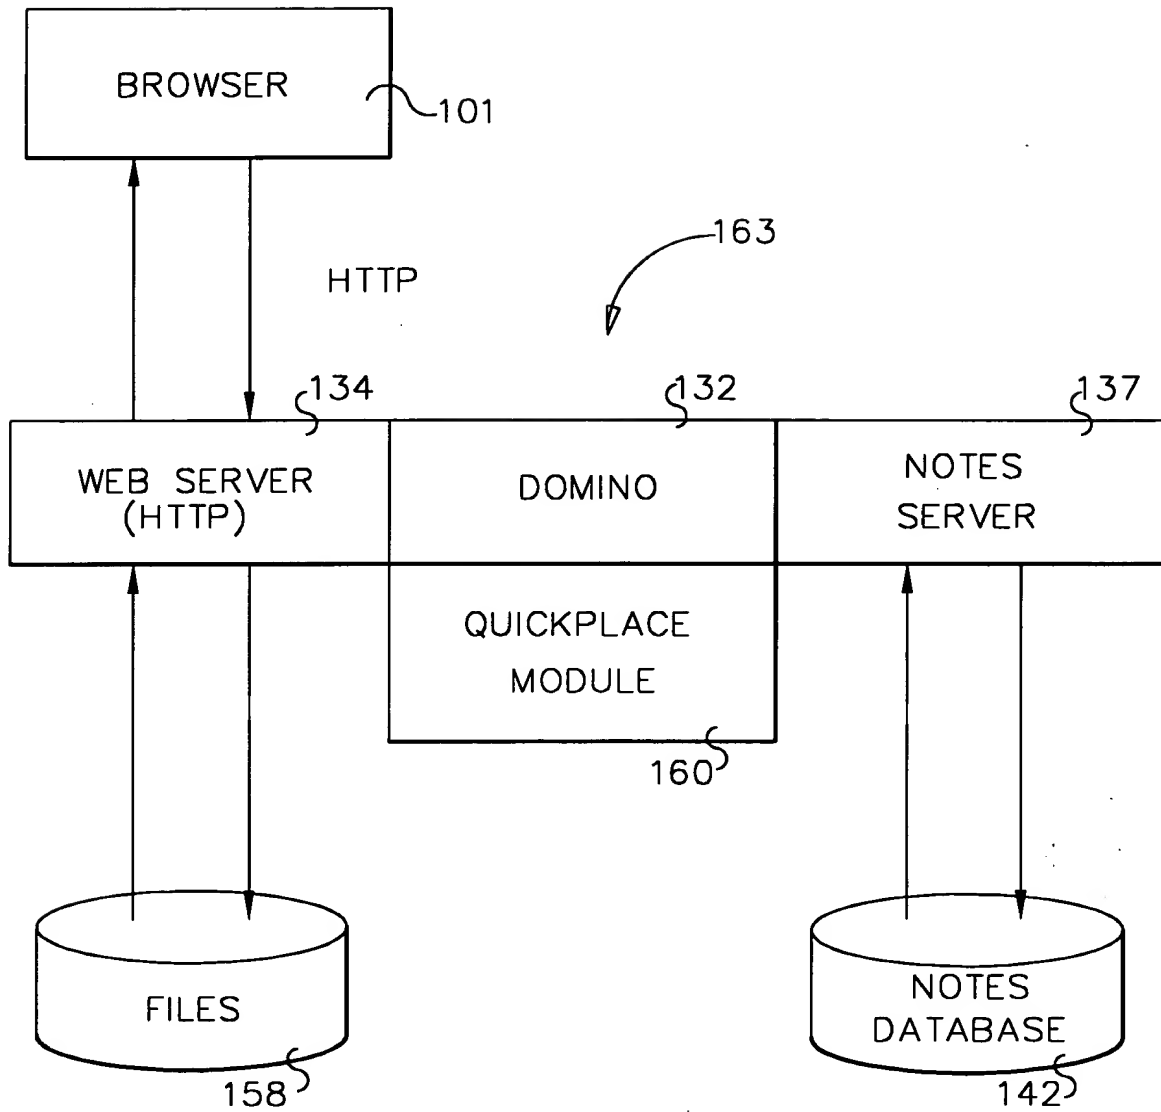 BROWSER
101
163
HTTP
134
132
137
WEB SERVER
(HTTP)
DOMINO
NOTES
SERVER
QUICKPLACE
MODULE
160
FILES
NOTES
DATABASE
158
142